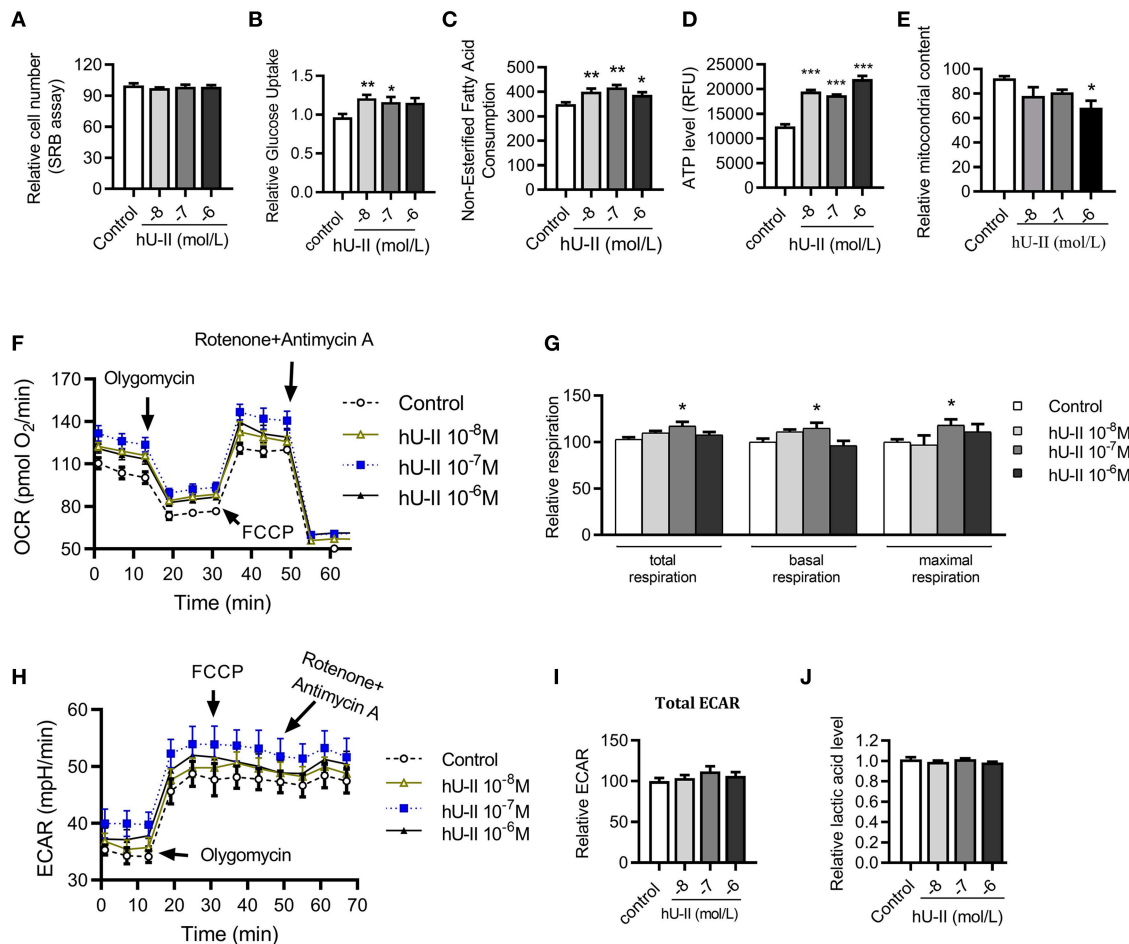 A
Relative cell number
(SRB assay)
120
90
60
30
0
Control
-8
-7
-6
hU-II (mol/L)
B
Relative Glucose Uptake
1.5
1.0
0.5
0.0
**
*
control
-8
-7
-6
hU-II (mol/L)
C
Non-Esterified Fatty Acid
Consumption
500
400
300
200
100
0
**
**
*
Control
-8
-7
-6
hU-II (mol/L)
D
ATP level (RFU)
25000
20000
15000
10000
5000
0
***
***
***
Control
-8
-7
-6
hU-II (mol/L)
E
Relative mitocondrial content
100
80
60
40
20
0
*
Control
-8
-7
-6
hU-II (mol/L)
F
Rotenone+Antimycin A
Olygomycin
FCCP
OCR (pmol O₂/min)
170
140
110
80
50
0
10
20
30
40
50
60
Time (min)
Control
hU-II 10⁻⁸M
hU-II 10⁻⁷M
hU-II 10⁻⁶M
G
Relative respiration
150
100
50
0
*
*
*
total
respiration
basal
respiration
maximal
respiration
Control
hU-II 10⁻⁸M
hU-II 10⁻⁷M
hU-II 10⁻⁶M
H
FCCP
Rotenone+
Antimycin A
Olygomycin
ECAR (mpH/min)
60
50
40
30
0
10
20
30
40
50
60
70
Time (min)
Control
hU-II 10⁻⁸M
hU-II 10⁻⁷M
hU-II 10⁻⁶M
I
Total ECAR
Relative ECAR
150
100
50
0
control
-8
-7
-6
hU-II (mol/L)
J
Relative lactic acid level
1.2
1.0
0.8
0.6
0.4
0.2
0.0
Control
-8
-7
-6
hU-II (mol/L)